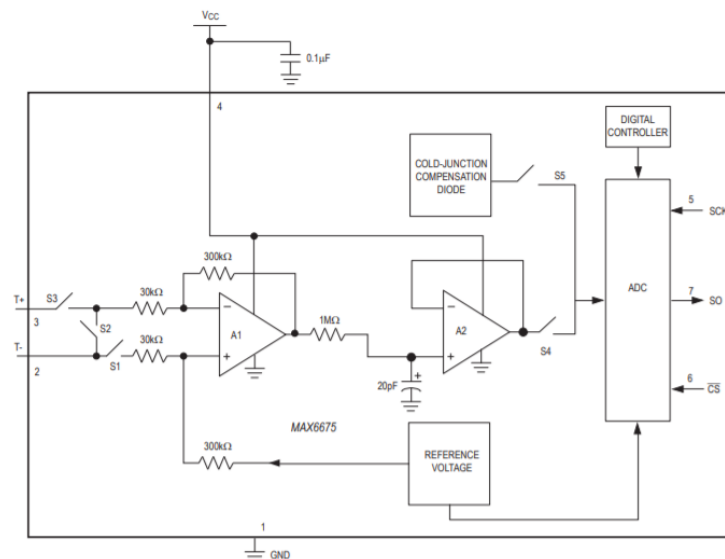 VCC
0.1µF
4
DIGITAL
CONTROLLER
COLD-JUNCTION
COMPENSATION
DIODE
S5
5
SCK
300kΩ
T+
S3
30kΩ
3
S2
A1
1MΩ
A2
ADC
7
SO
30kΩ
T-
S1
2
S4
20pF
6
CS
MAX6675
300kΩ
REFERENCE
VOLTAGE
1
GND